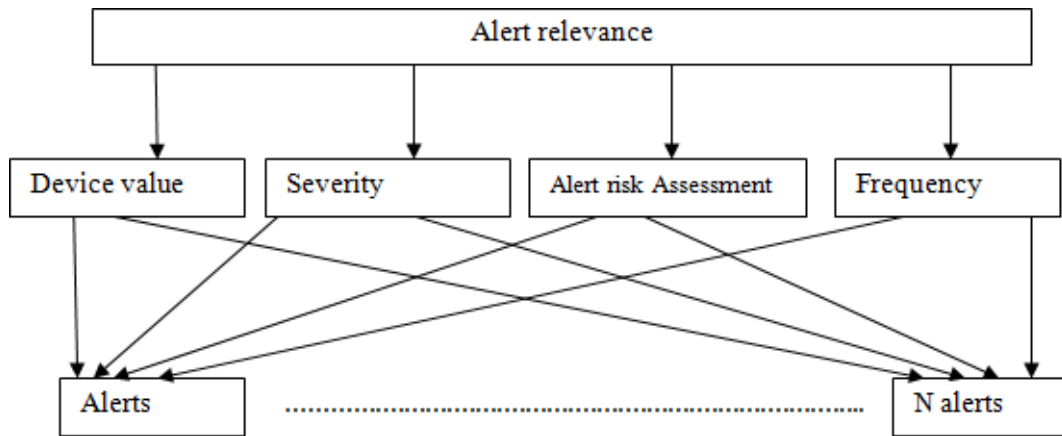 Alert relevance
Device value
Severity
Alert risk Assessment
Frequency
Alerts
N alerts